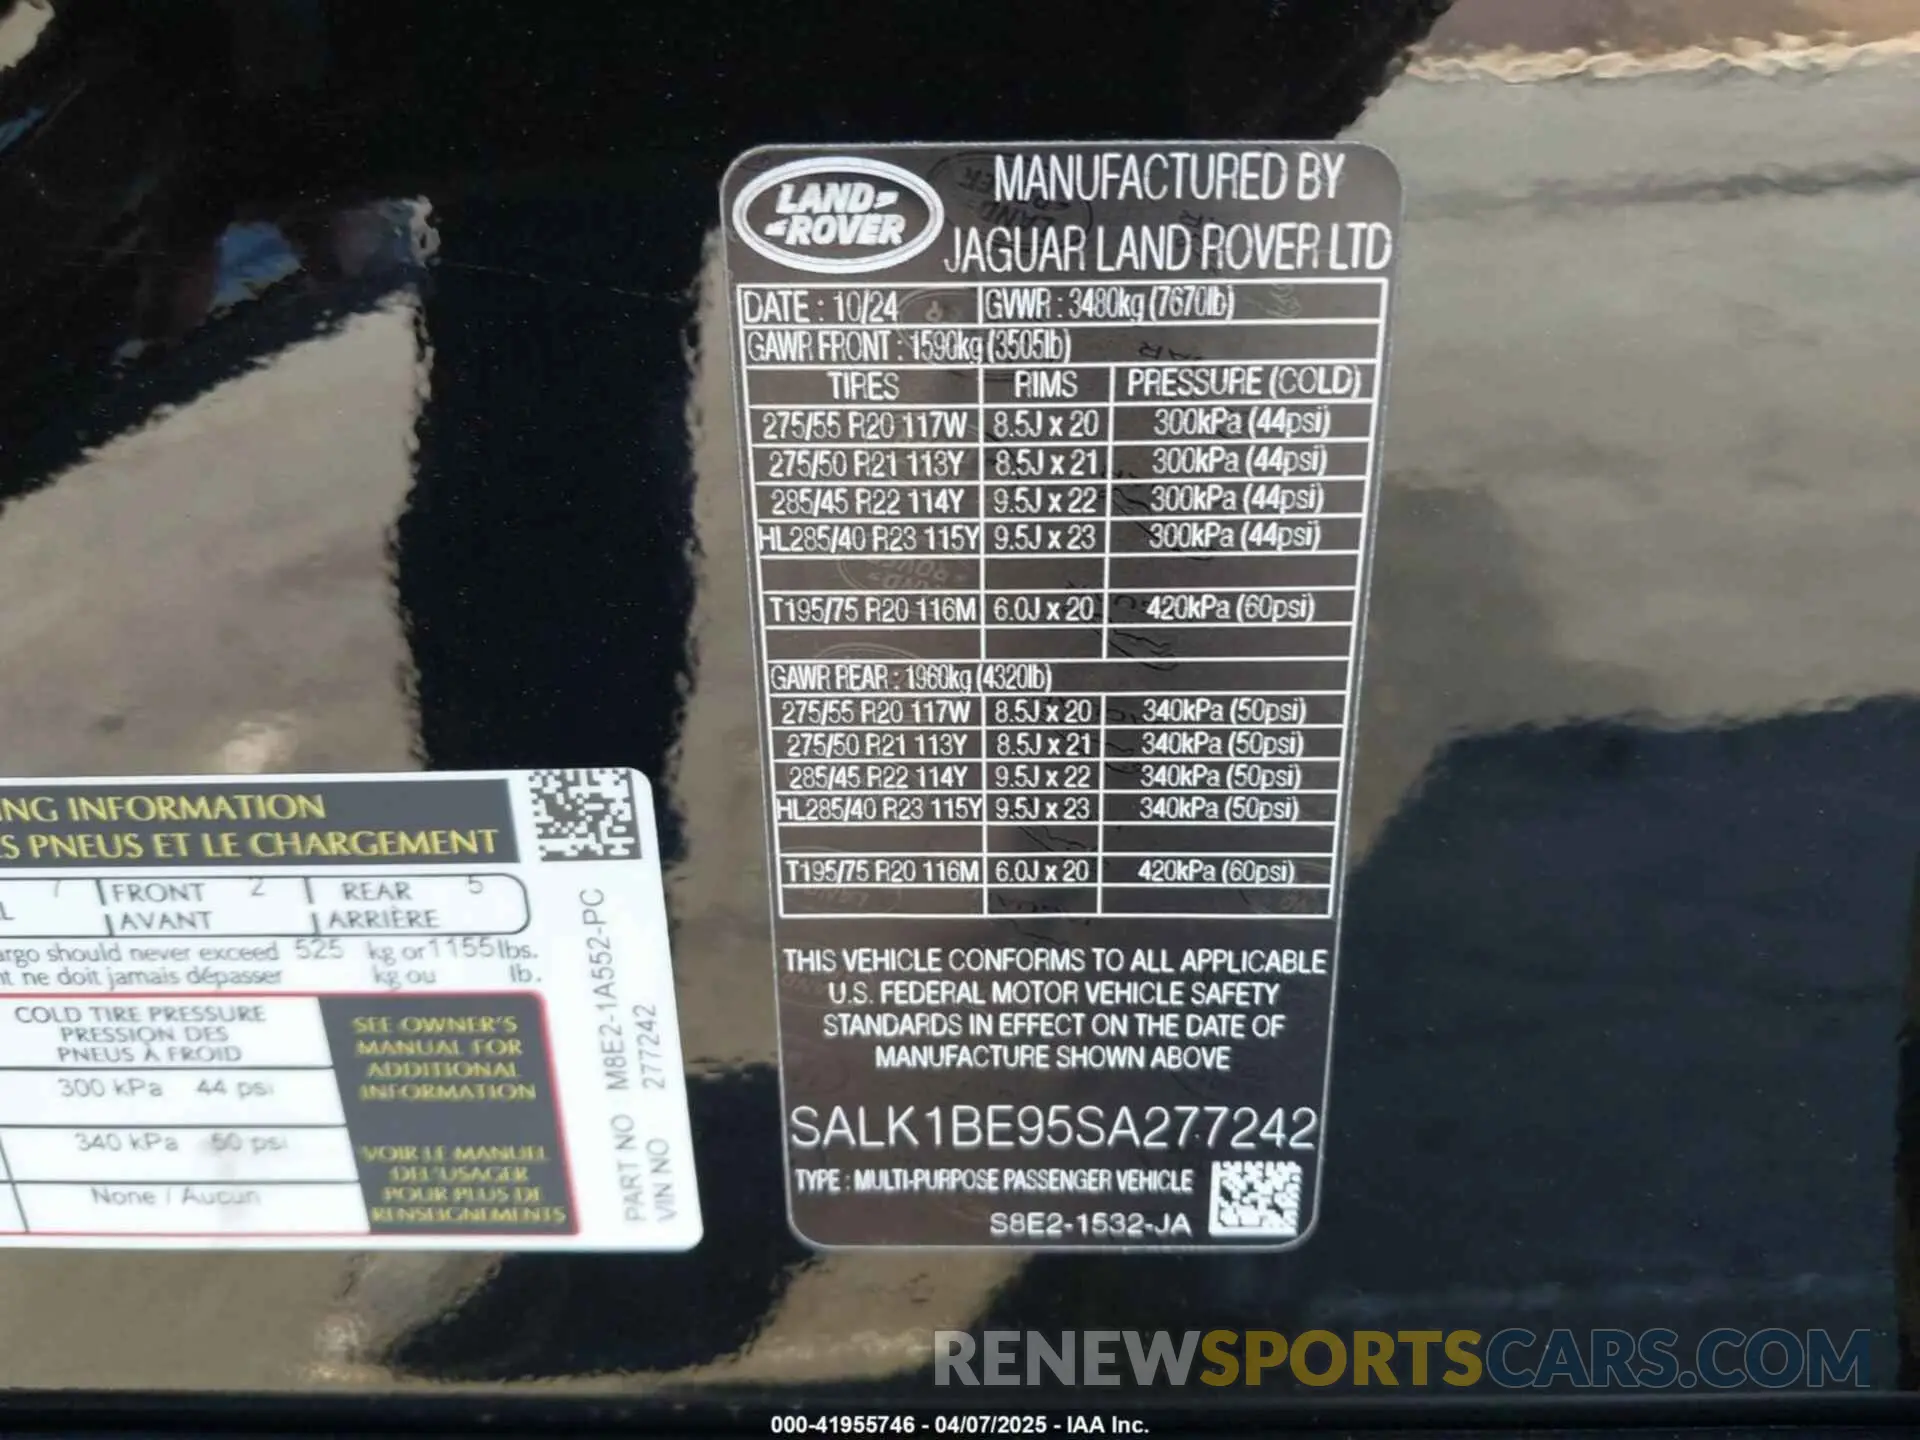 LAND
ROVER
MANUFACTURED BY
JAGUAR LAND ROVER LTD
DATE : 10/24 GVWR : 3480kg (7670lb)
GAWR FRONT : 1590kg (3505lb)
TIRES RIMS PRESSURE (COLD)
275/55 R20 117W 8.5J x 20 300kPa (44psi)
275/50 R21 113Y 8.5J x 21 300kPa (44psi)
285/45 R22 114Y 9.5J x 22 300kPa (44psi)
HL285/40 R23 115Y 9.5J x 23 300kPa (44psi)
T195/75 R20 116M 6.0J x 20 420kPa (60psi)
GAWR REAR : 1960kg (4320lb)
275/55 R20 117W 8.5J x 20 340kPa (50psi)
275/50 R21 113Y 8.5J x 21 340kPa (50psi)
285/45 R22 114Y 9.5J x 22 340kPa (50psi)
HL285/40 R23 115Y 9.5J x 23 340kPa (50psi)
T195/75 R20 116M 6.0J x 20 420kPa (60psi)
THIS VEHICLE CONFORMS TO ALL APPLICABLE
U.S. FEDERAL MOTOR VEHICLE SAFETY
STANDARDS IN EFFECT ON THE DATE OF
MANUFACTURE SHOWN ABOVE
SALK1BE95SA277242
TYPE : MULTI-PURPOSE PASSENGER VEHICLE
S8E2-1532-JA
ING INFORMATION
S PNEUS ET LE CHARGEMENT
L 7 FRONT 2 REAR 5
AVANT ARRIÈRE
argo should never exceed 525 kg or 1155 lbs.
nt ne doit jamais dépasser kg ou lb.
COLD TIRE PRESSURE
PRESSION DES
PNEUS À FROID
300 kPa 44 psi
340 kPa 50 psi
None / Aucun
SEE OWNER'S
MANUAL FOR
ADDITIONAL
INFORMATION
VOIR LE MANUEL
DE L'USAGER
POUR PLUS DE
RENSEIGNEMENTS
PART NO M8E2-1A552-PC
VIN NO 277242
RENEWSPORTSCARS.COM
000-41955746 - 04/07/2025 - IAA Inc.